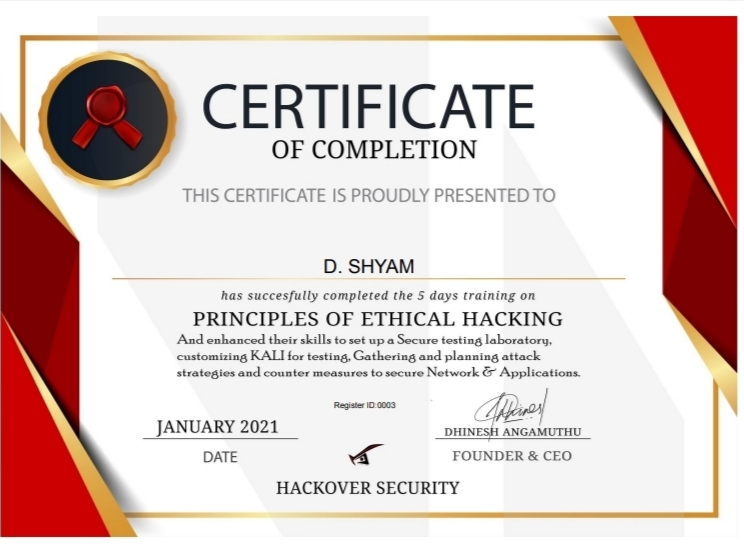 CERTIFICATE
OF COMPLETION
THIS CERTIFICATE IS PROUDLY PRESENTED TO
D. SHYAM
has succesfully completed the 5 days training on
PRINCIPLES OF ETHICAL HACKING
And enhanced their skills to set up a Secure testing laboratory,
customizing KALI for testing, Gathering and planning attack
strategies and counter measures to secure Network & Applications.
Register ID:0003
JANUARY 2021
DATE
DHINESH ANGAMUTHU
FOUNDER & CEO
HACKOVER SECURITY